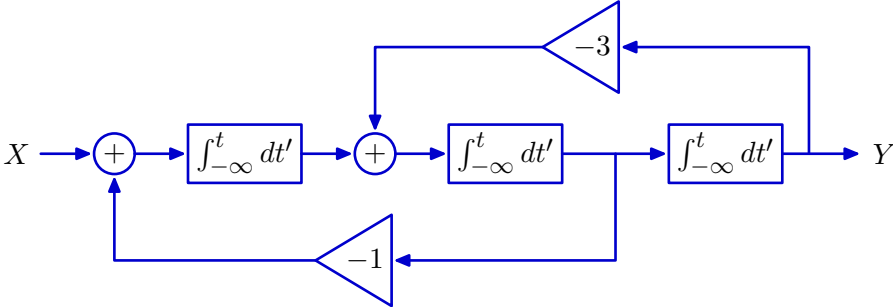 −3
X + ∫_{−∞}^{t} dt′ + ∫_{−∞}^{t} dt′ ∫_{−∞}^{t} dt′ Y
−1